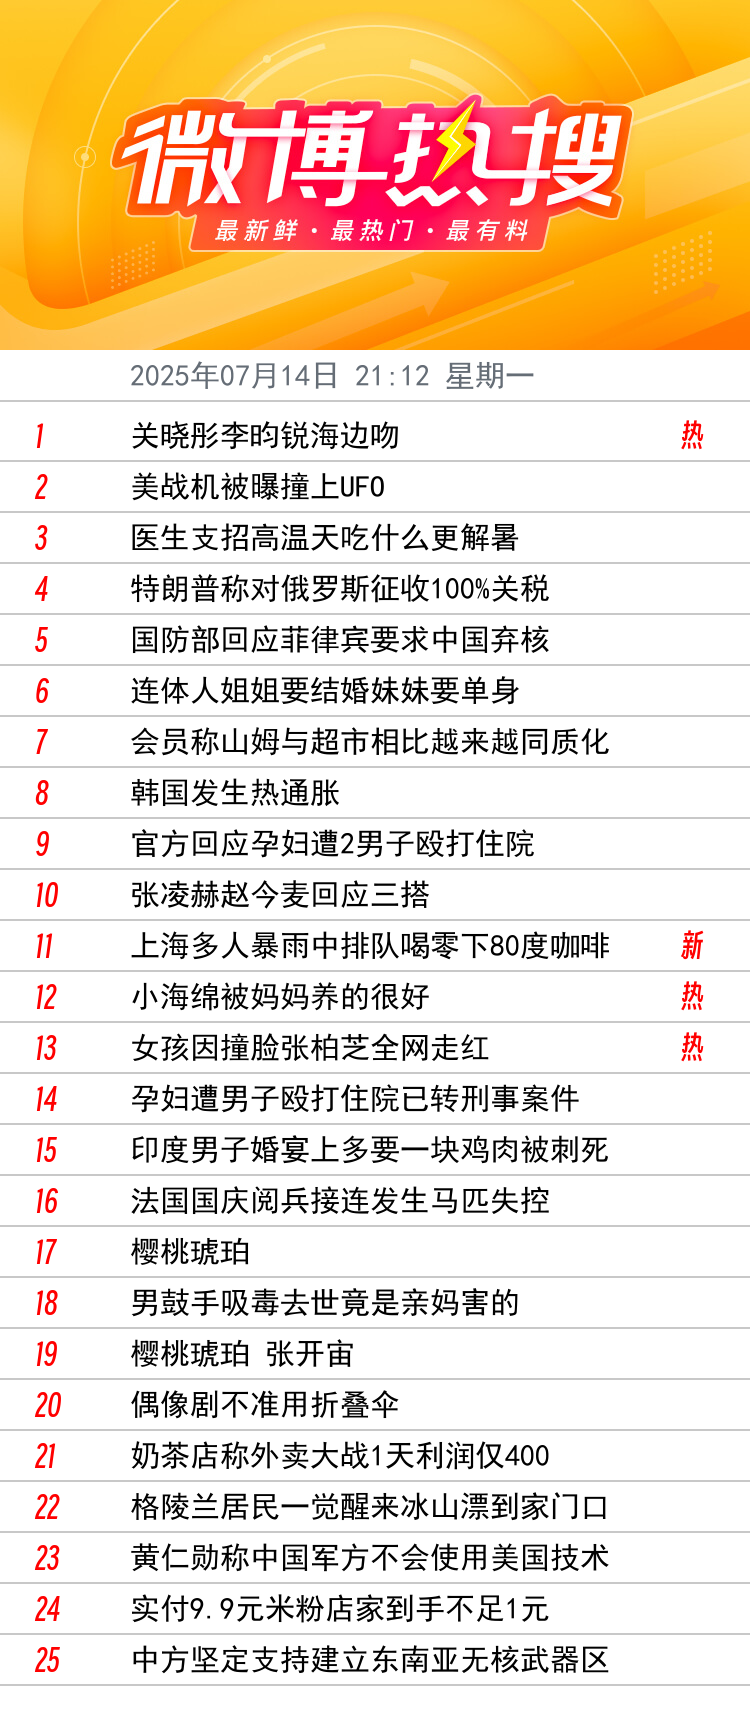 微博热搜
最新鲜·最热门·最有料
2025年07月14日 21:12 星期一
1 关晓彤李昀锐海边吻 热
2 美战机被曝撞上UFO
3 医生支招高温天吃什么更解暑
4 特朗普称对俄罗斯征收100%关税
5 国防部回应菲律宾要求中国弃核
6 连体人姐姐要结婚妹妹要单身
7 会员称山姆与超市相比越来越同质化
8 韩国发生热通胀
9 官方回应孕妇遭2男子殴打住院
10 张凌赫赵今麦回应三搭
11 上海多人暴雨中排队喝零下80度咖啡 新
12 小海绵被妈妈养的很好 热
13 女孩因撞脸张柏芝全网走红 热
14 孕妇遭男子殴打住院已转刑事案件
15 印度男子婚宴上多要一块鸡肉被刺死
16 法国国庆阅兵接连发生马匹失控
17 樱桃琥珀
18 男鼓手吸毒去世竟是亲妈害的
19 樱桃琥珀 张开宙
20 偶像剧不准用折叠伞
21 奶茶店称外卖大战1天利润仅400
22 格陵兰居民一觉醒来冰山漂到家门口
23 黄仁勋称中国军方不会使用美国技术
24 实付9.9元米粉店家到手不足1元
25 中方坚定支持建立东南亚无核武器区